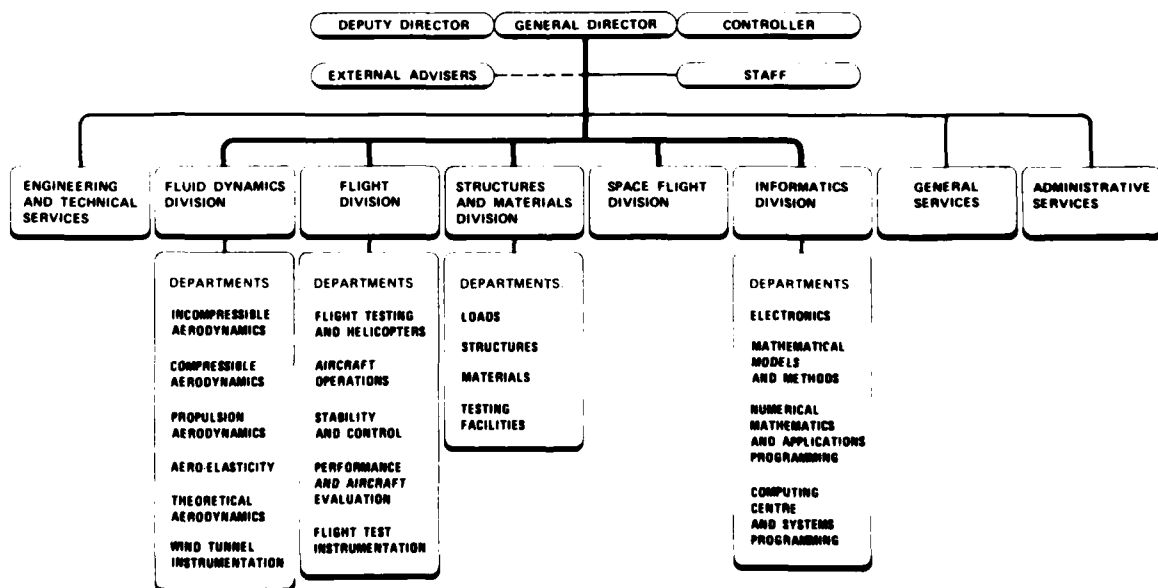 DEPUTY DIRECTOR
GENERAL DIRECTOR
CONTROLLER
EXTERNAL ADVISERS
STAFF
ENGINEERING
AND TECHNICAL
SERVICES
FLUID DYNAMICS
DIVISION
FLIGHT
DIVISION
STRUCTURES
AND MATERIALS
DIVISION
SPACE FLIGHT
DIVISION
INFORMATICS
DIVISION
GENERAL
SERVICES
ADMINISTRATIVE
SERVICES
DEPARTMENTS
INCOMPRESSIBLE
AERODYNAMICS
COMPRESSIBLE
AERODYNAMICS
PROPULSION
AERODYNAMICS
AERO-ELASTICITY
THEORETICAL
AERODYNAMICS
WIND TUNNEL
INSTRUMENTATION
DEPARTMENTS
FLIGHT TESTING
AND HELICOPTERS
AIRCRAFT
OPERATIONS
STABILITY
AND CONTROL
PERFORMANCE
AND AIRCRAFT
EVALUATION
FLIGHT TEST
INSTRUMENTATION
DEPARTMENTS
LOADS
STRUCTURES
MATERIALS
TESTING
FACILITIES
DEPARTMENTS
ELECTRONICS
MATHEMATICAL
MODELS
AND METHODS
NUMERICAL
MATHEMATICS
AND APPLICATIONS
PROGRAMMING
COMPUTING
CENTRE
AND SYSTEMS
PROGRAMMING